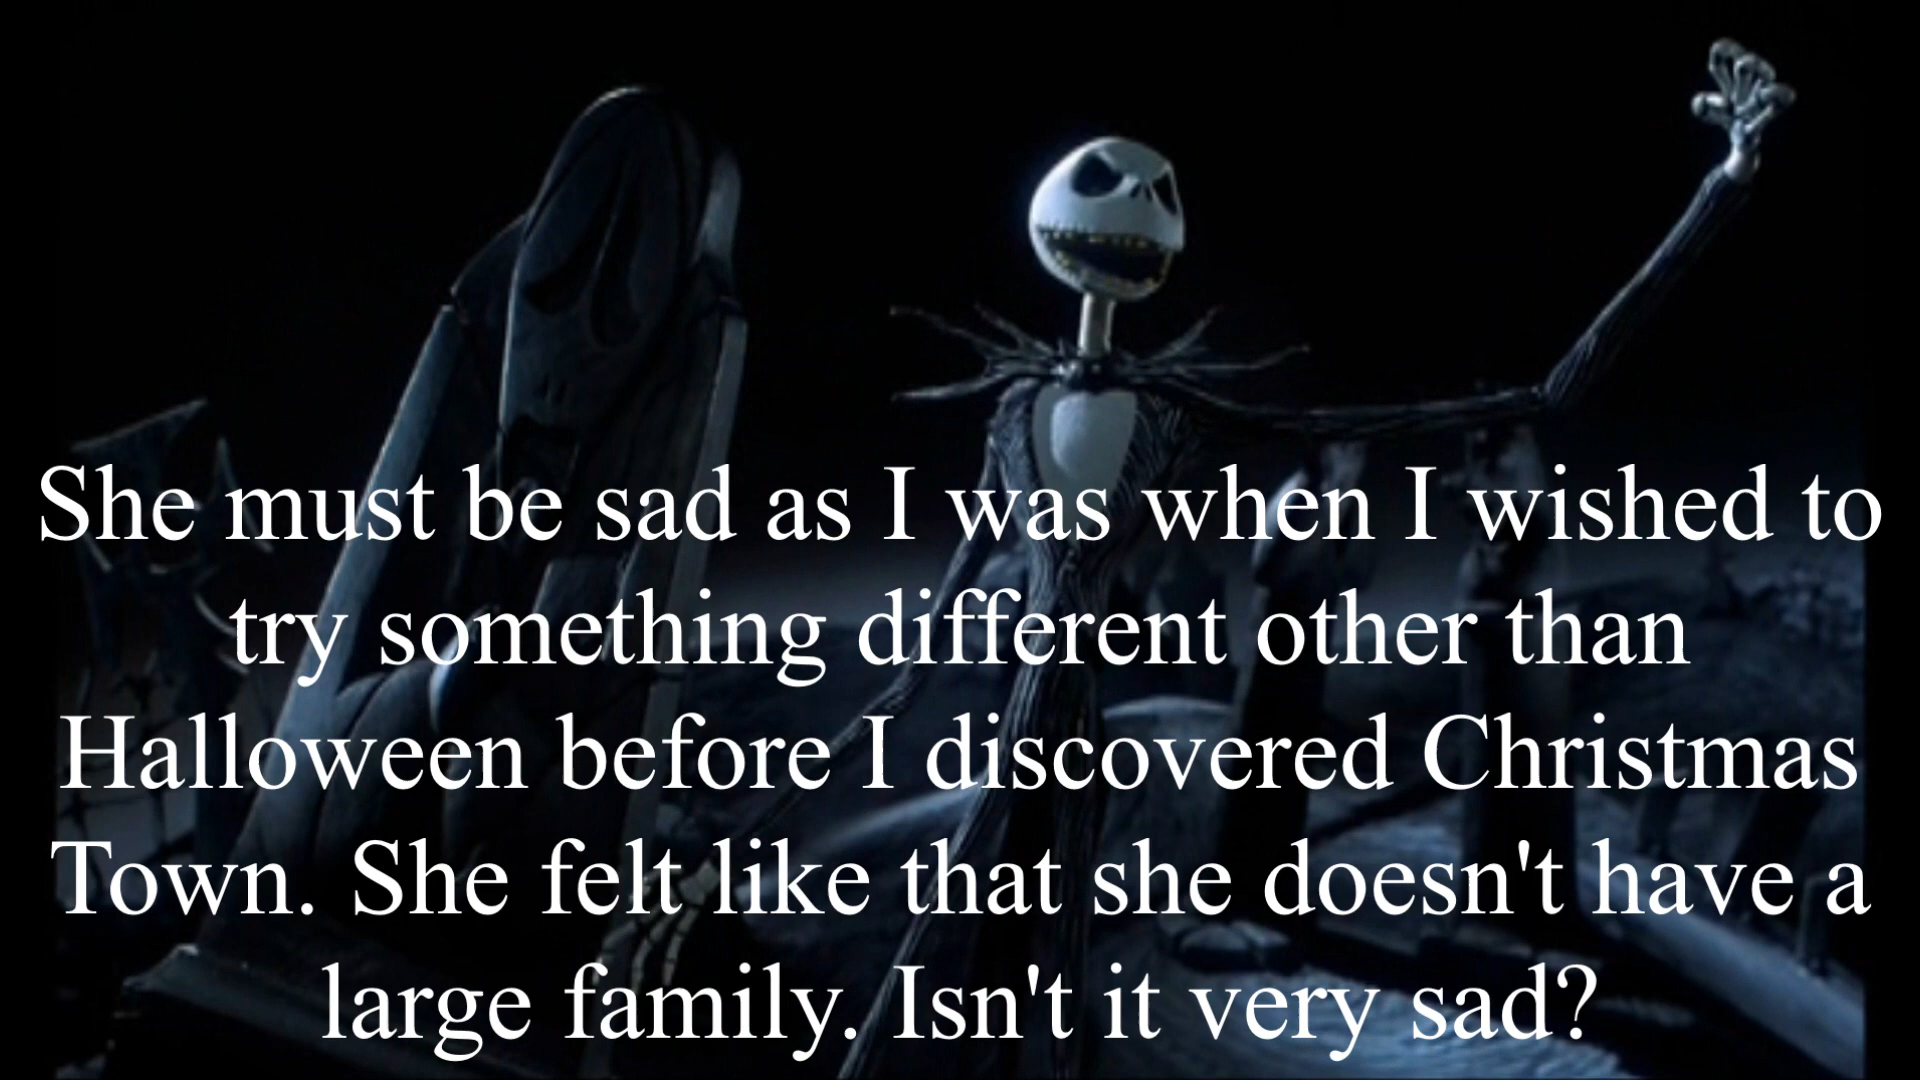 She must be sad as I was when I wished to
try something different other than
Halloween before I discovered Christmas
Town. She felt like that she doesn't have a
large family. Isn't it very sad?